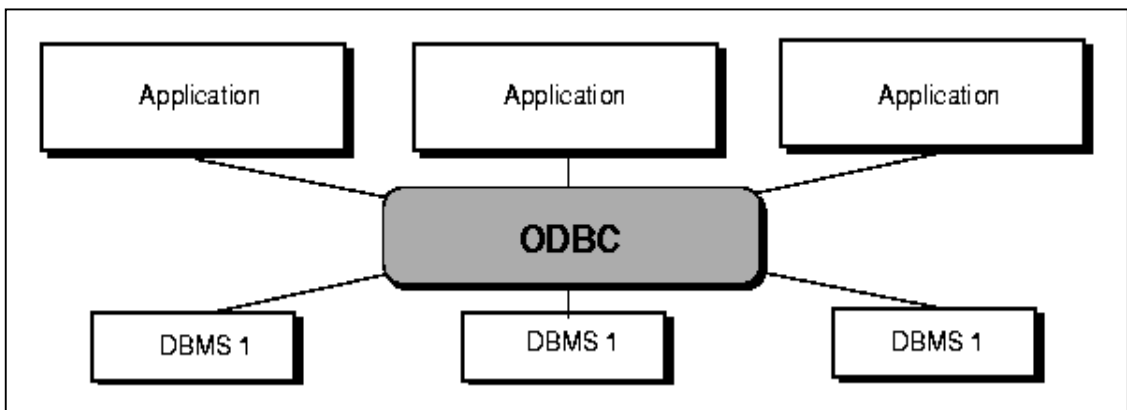 Application
Application
Application
ODBC
DBMS 1
DBMS 1
DBMS 1